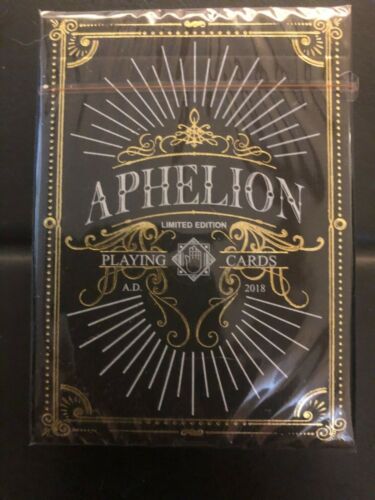 APHELION
LIMITED EDITION
PLAYING CARDS
A.D. 2018